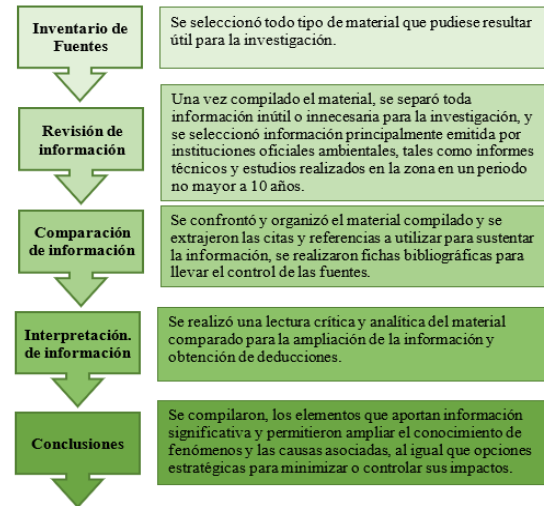 Inventario de
Fuentes
Se seleccionó todo tipo de material que pudiese resultar
útil para la investigación.
Revisión de
información
Una vez compilado el material, se separó toda
información inútil o innecesaria para la investigación, y
se seleccionó información principalmente emitida por
instituciones oficiales ambientales, tales como informes
técnicos y estudios realizados en la zona en un periodo
no mayor a 10 años.
Comparación
de información
Se confrontó y organizó el material compilado y se
extrajeron las citas y referencias a utilizar para sustentar
la información, se realizaron fichas bibliográficas para
llevar el control de las fuentes.
Interpretación.
de información
Se realizó una lectura crítica y analítica del material
comparado para la ampliación de la información y
obtención de deducciones.
Conclusiones
Se compilaron, los elementos que aportan información
significativa y permitieron ampliar el conocimiento de
fenómenos y las causas asociadas, al igual que opciones
estratégicas para minimizar o controlar sus impactos.